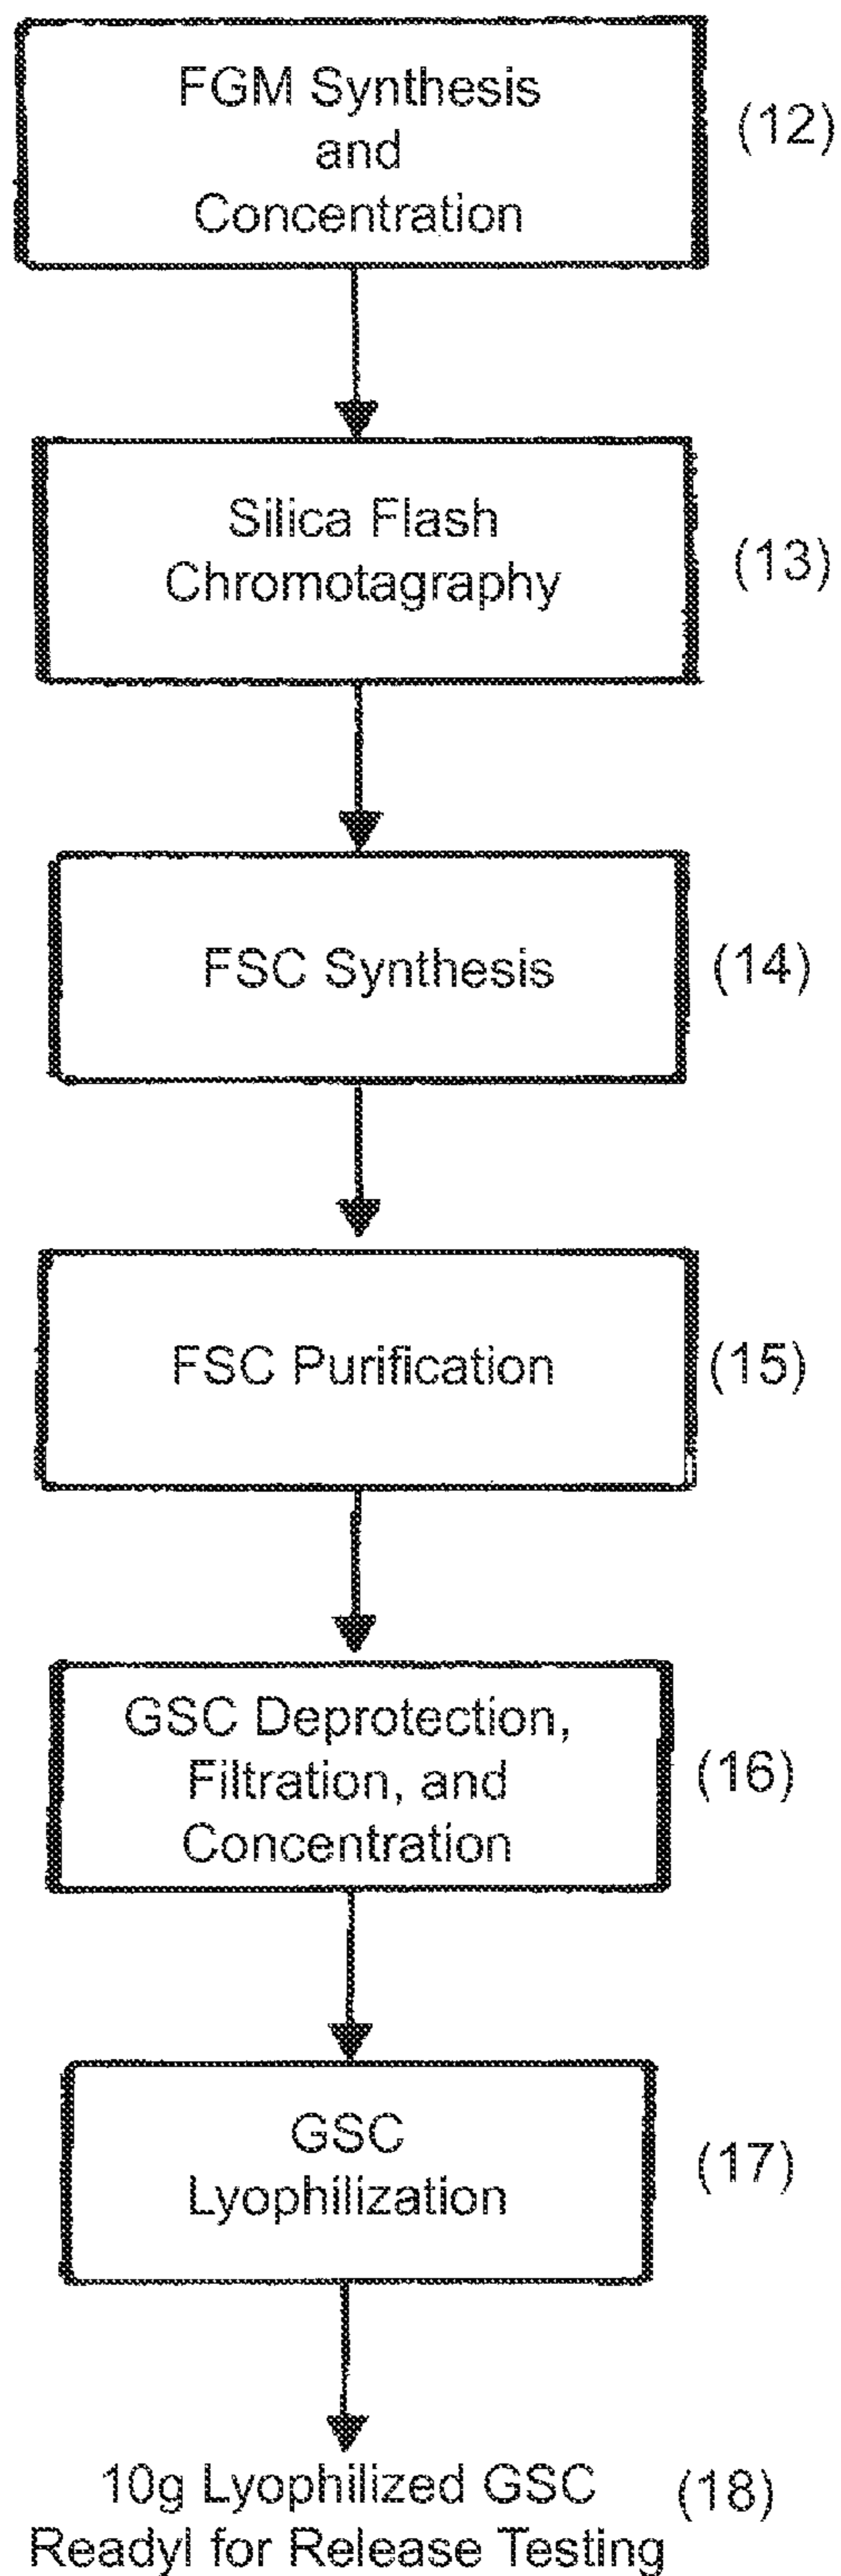 FGM Synthesis
and
Concentration
(12)
Silica Flash
Chromotagraphy
(13)
FSC Synthesis
(14)
FSC Purification
(15)
GSC Deprotection,
Filtration, and
Concentration
(16)
GSC
Lyophilization
(17)
10g Lyophilized GSC
(18)
Readyl for Release Testing